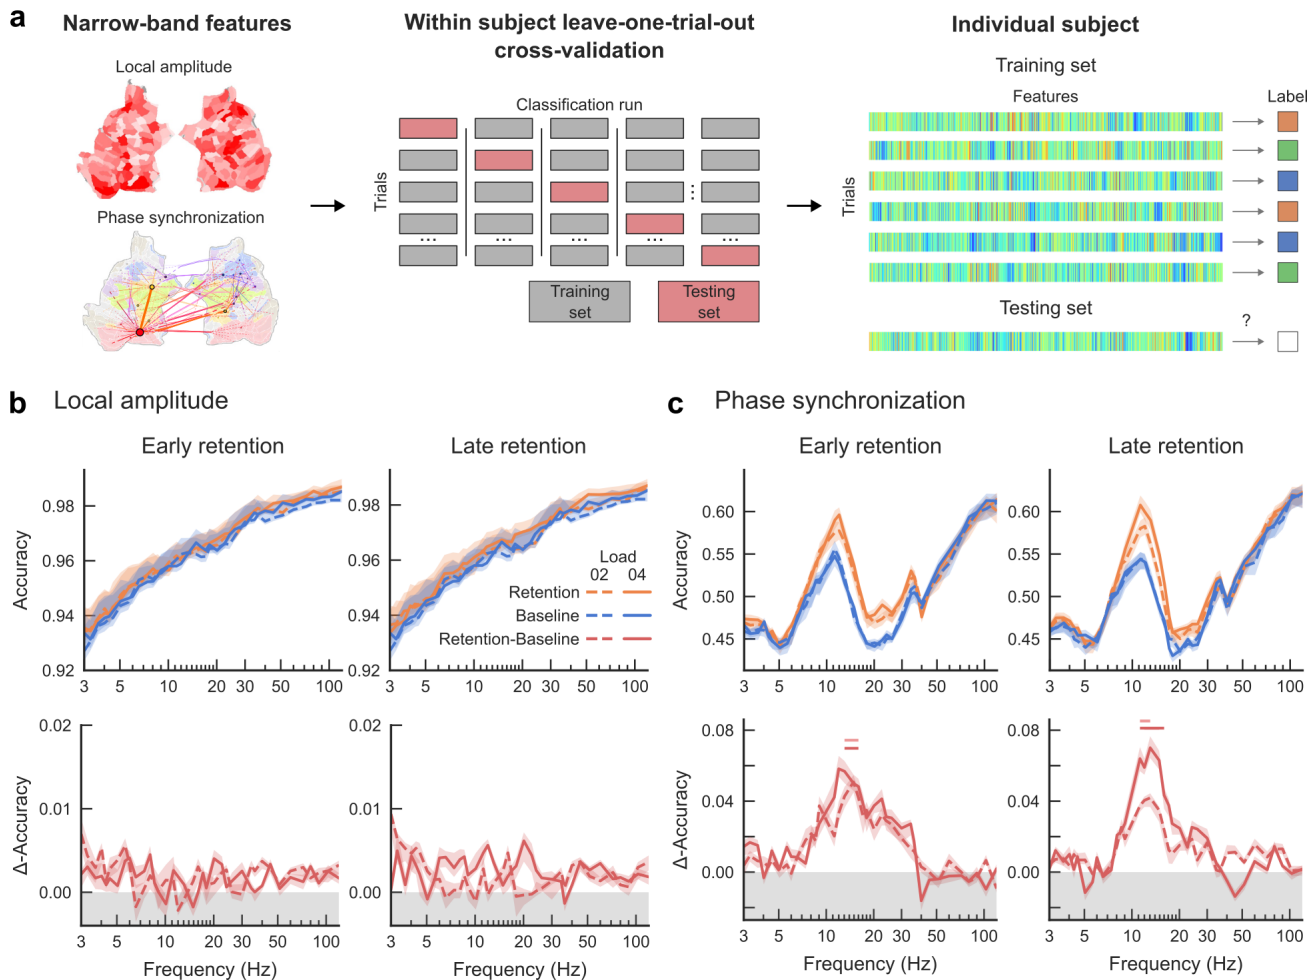 a
Narrow-band features
Within subject leave-one-trial-out
cross-validation
Individual subject
Local amplitude
Phase synchronization
Classification run
Trials
...
...
...
...
...
...
Training
set
Testing
set
Training set
Features
Label
Trials
Testing set
?
b
Local amplitude
Early retention
Late retention
Accuracy
0.98
0.96
0.94
0.92
3 5 10 20 30 50 100
0.98
0.96
0.94
0.92
3 5 10 20 30 50 100
Load
02 04
Retention
Baseline
Retention-Baseline
Δ-Accuracy
0.02
0.01
0.00
3 5 10 20 30 50 100
Frequency (Hz)
0.02
0.01
0.00
3 5 10 20 30 50 100
Frequency (Hz)
c
Phase synchronization
Early retention
Late retention
Accuracy
0.60
0.55
0.50
0.45
3 5 10 20 30 50 100
0.60
0.55
0.50
0.45
3 5 10 20 30 50 100
Δ-Accuracy
0.08
0.04
0.00
3 5 10 20 30 50 100
Frequency (Hz)
0.08
0.04
0.00
3 5 10 20 30 50 100
Frequency (Hz)